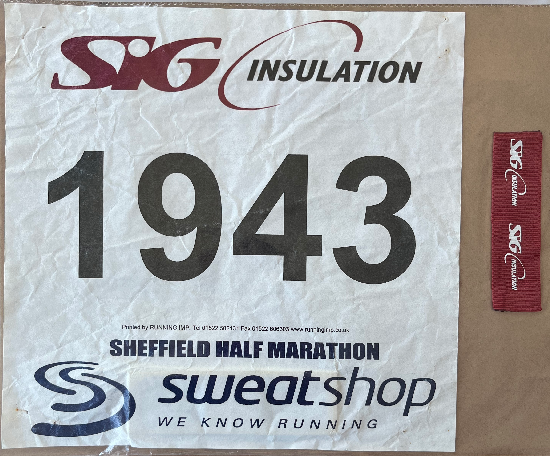 SIG INSULATION
1943
SHEFFIELD HALF MARATHON
sweatshop
WE KNOW RUNNING
SIG INSULATION
SIG INSULATION